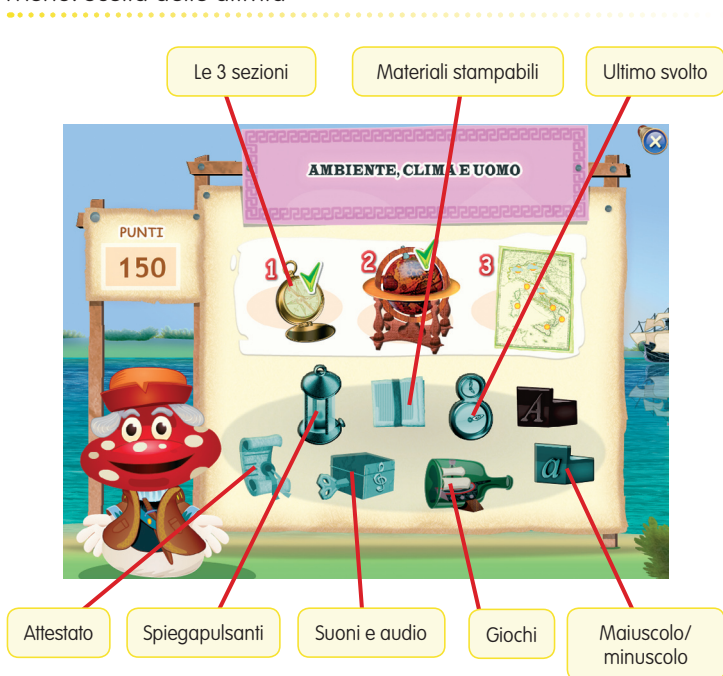 Le 3 sezioni
Materiali stampabili
Ultimo svolto
AMBIENTE, CLIMA E UOMO
PUNTI
150
1
2
3
A
a
Attestato
Spiegapulsanti
Suoni e audio
Giochi
Maiuscolo/
minuscolo